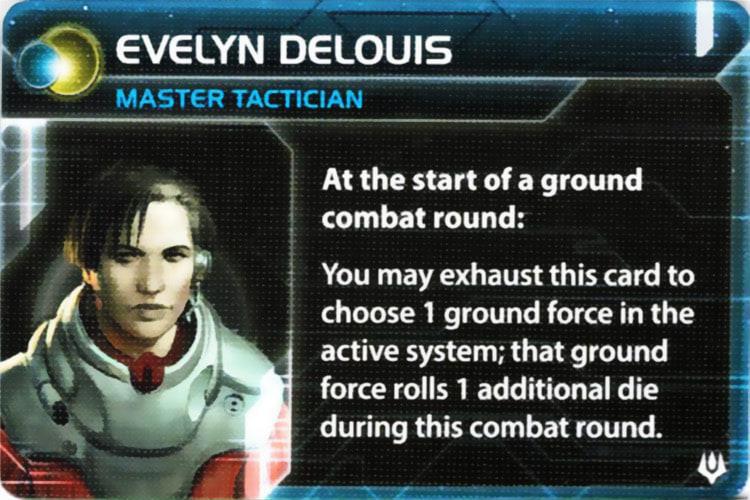 EVELYN DELOUIS
MASTER TACTICIAN
At the start of a ground
combat round:
You may exhaust this card to
choose 1 ground force in the
active system; that ground
force rolls 1 additional die
during this combat round.